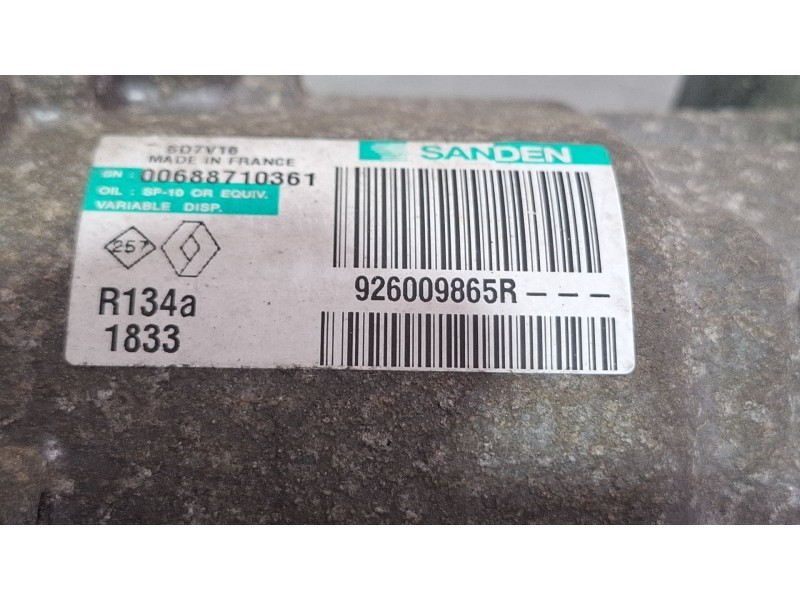 SD7V16
MADE IN FRANCE
SN : 00688710361
OIL : SP-10 OR EQUIV.
VARIABLE DISP.
257
R134a
1833
SANDEN
926009865R---